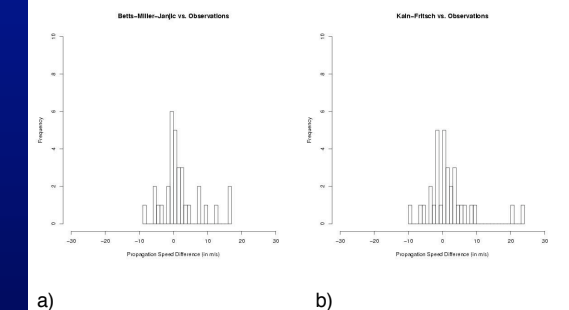 Betts-Miller-Janjic vs. Observations
10
8
6
4
2
0
Frequency
-30 -20 -10 0 10 20 30
Propagation Speed Difference (in m/s)
a)
Kain-Fritsch vs. Observations
10
8
6
4
2
0
Frequency
-30 -20 -10 0 10 20 30
Propagation Speed Difference (in m/s)
b)